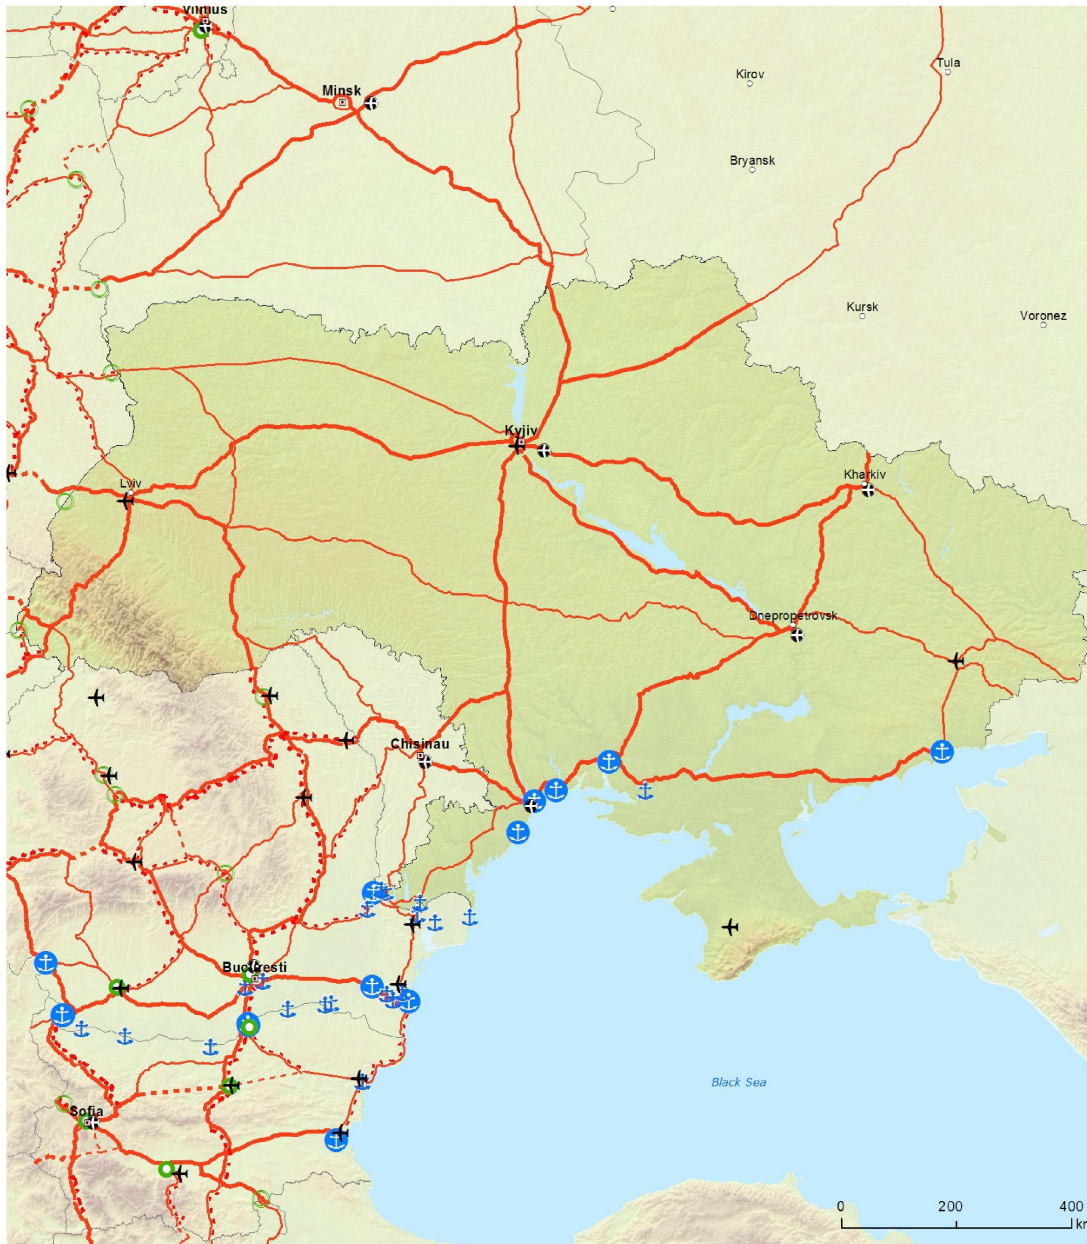 Vilnius
Tula
Kirov
Minsk
Bryansk
Kursk
Voronez
Kyjiv
Kharkiv
Lviv
Dnepropetrovsk
Chisinau
Bucuresti
Black Sea
Sofia
0 200 400
km